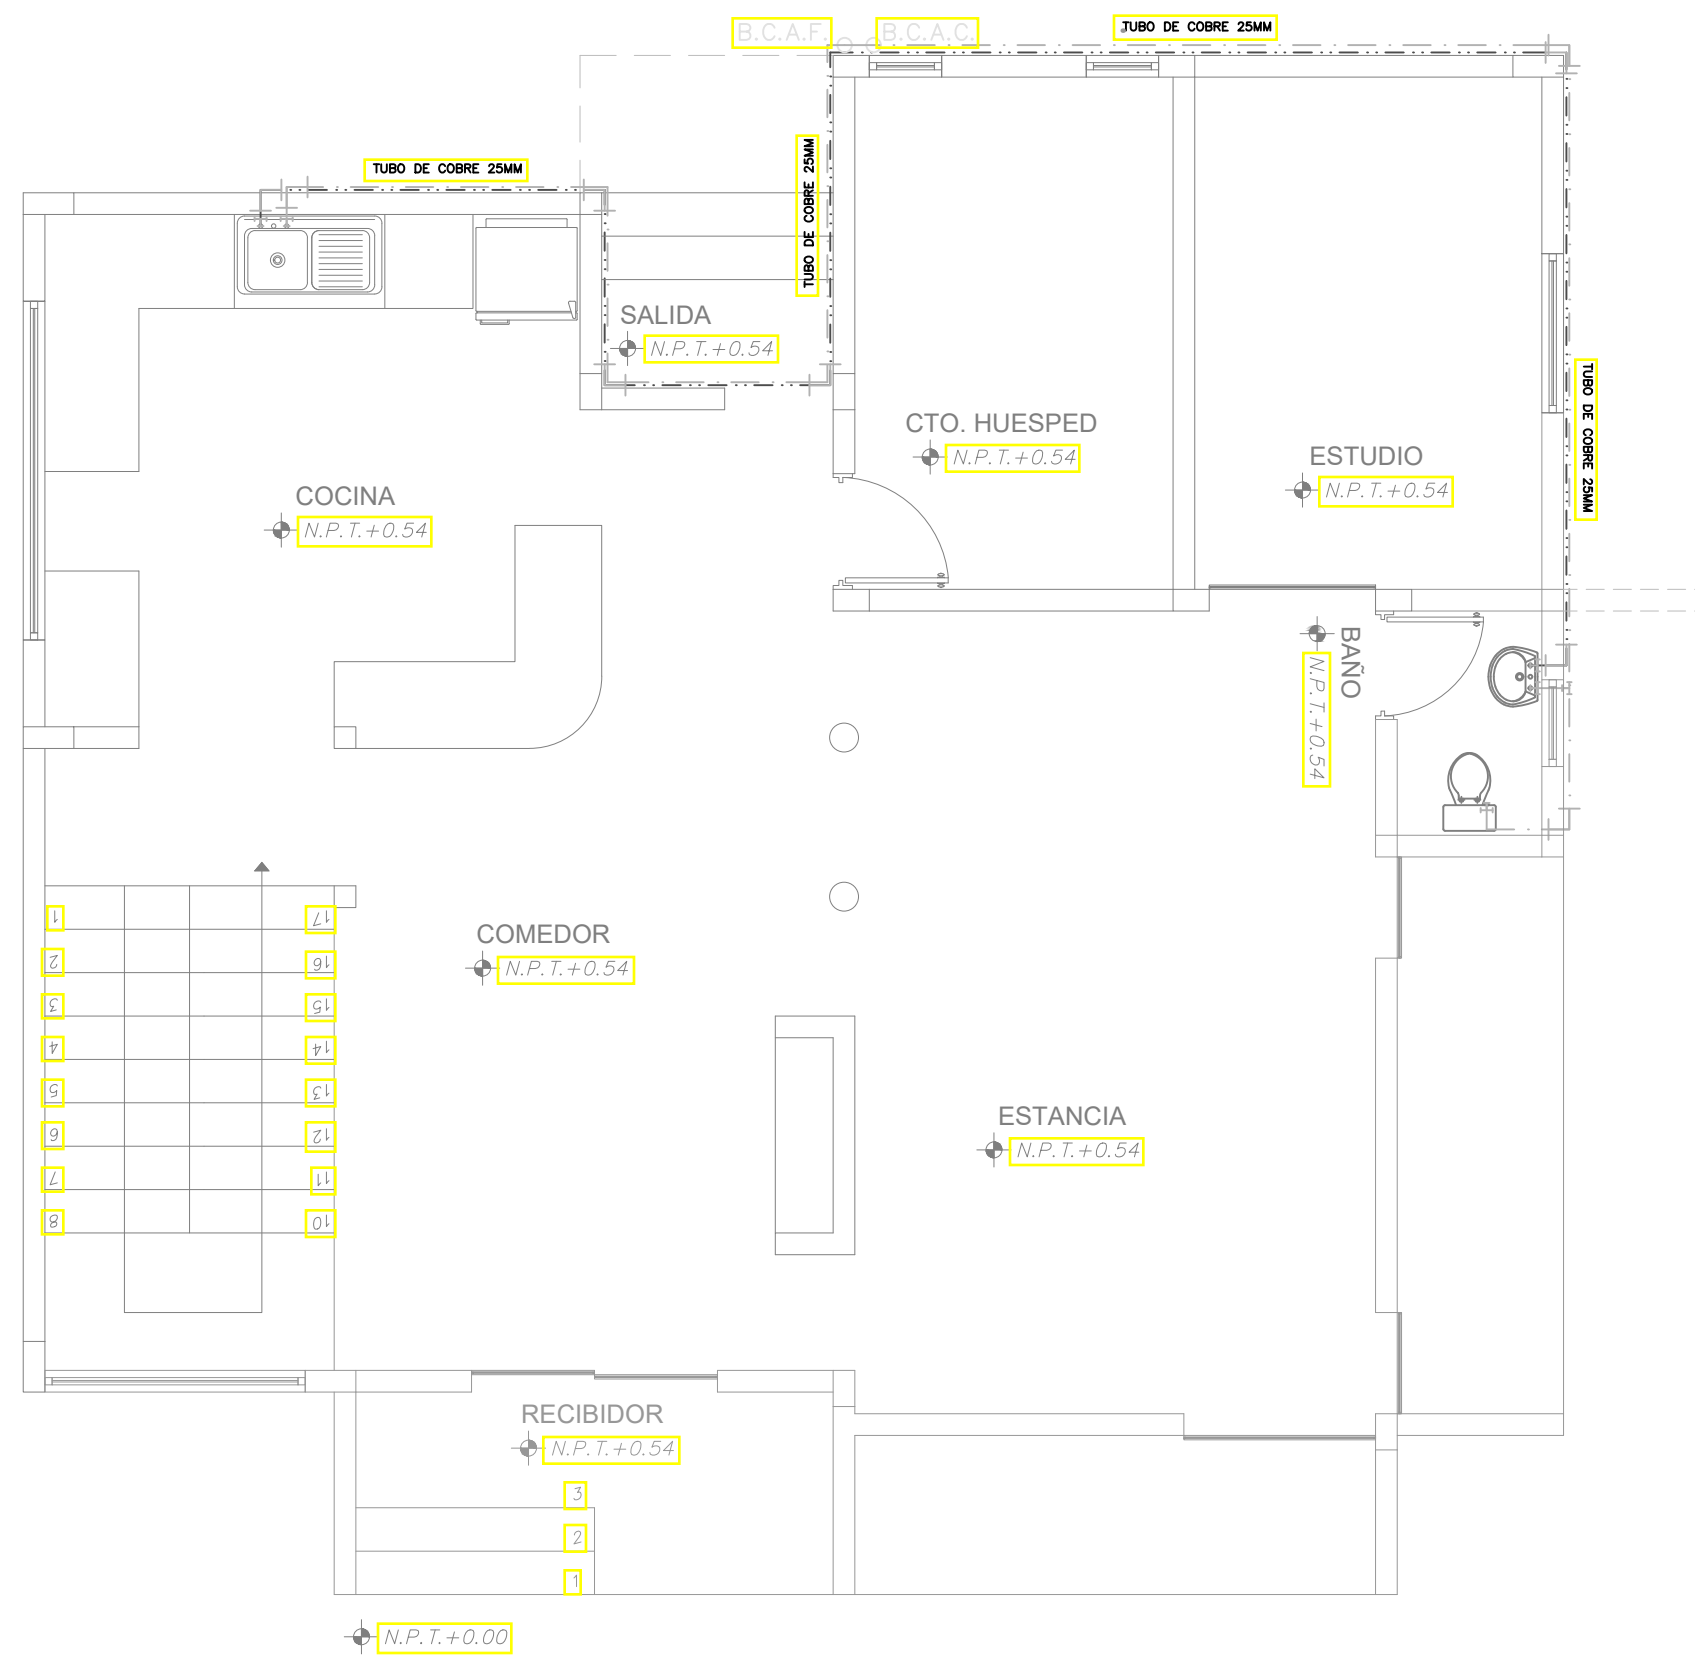 B.C.A.F.
B.C.A.C.
TUBO DE COBRE 25MM
TUBO DE COBRE 25MM
TUBO DE COBRE 25MM
SALIDA
N.P.T.+0.54
CTO. HUESPED
N.P.T.+0.54
ESTUDIO
N.P.T.+0.54
TUBO DE COBRE 25MM
COCINA
N.P.T.+0.54
BAÑO
N.P.T.+0.54
COMEDOR
N.P.T.+0.54
1
2
3
4
5
6
7
8
17
16
15
14
13
12
11
10
ESTANCIA
N.P.T.+0.54
RECIBIDOR
N.P.T.+0.54
3
2
1
N.P.T.+0.00